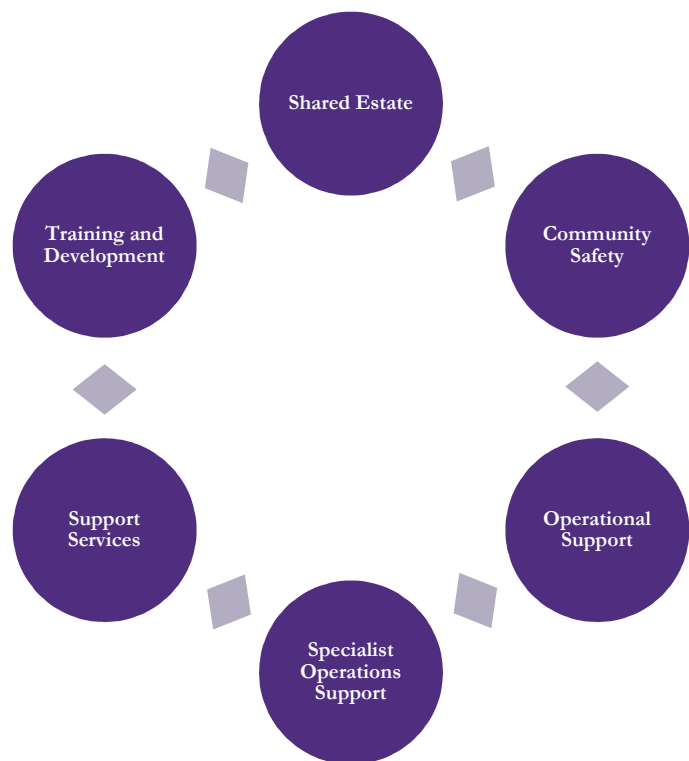 Shared Estate
Training and
Development
Community
Safety
Support
Services
Operational
Support
Specialist
Operations
Support